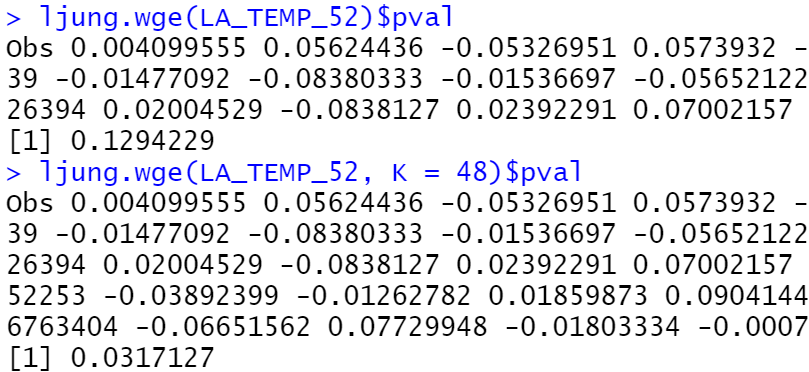 > ljung.wge(LA_TEMP_52)$pval
Obs 0.004099555 0.05624436 -0.05326951 0.0573932 -
39 -0.01477092 -0.08380333 -0.01536697 -0.05652122
26394 0.02004529 -0.0838127 0.02392291 0.07002157
[1] 0.1294229
> ljung.wge(LA_TEMP_52, K = 48)$pval
Obs 0.004099555 0.05624436 -0.05326951 0.0573932 -
39 -0.01477092 -0.08380333 -0.01536697 -0.05652122
26394 0.02004529 -0.0838127 0.02392291 0.07002157
52253 -0.03892399 -0.01262782 0.01859873 0.0904144
6763404 -0.06651562 0.07729948 -0.01803334 -0.0007
[1] 0.0317127